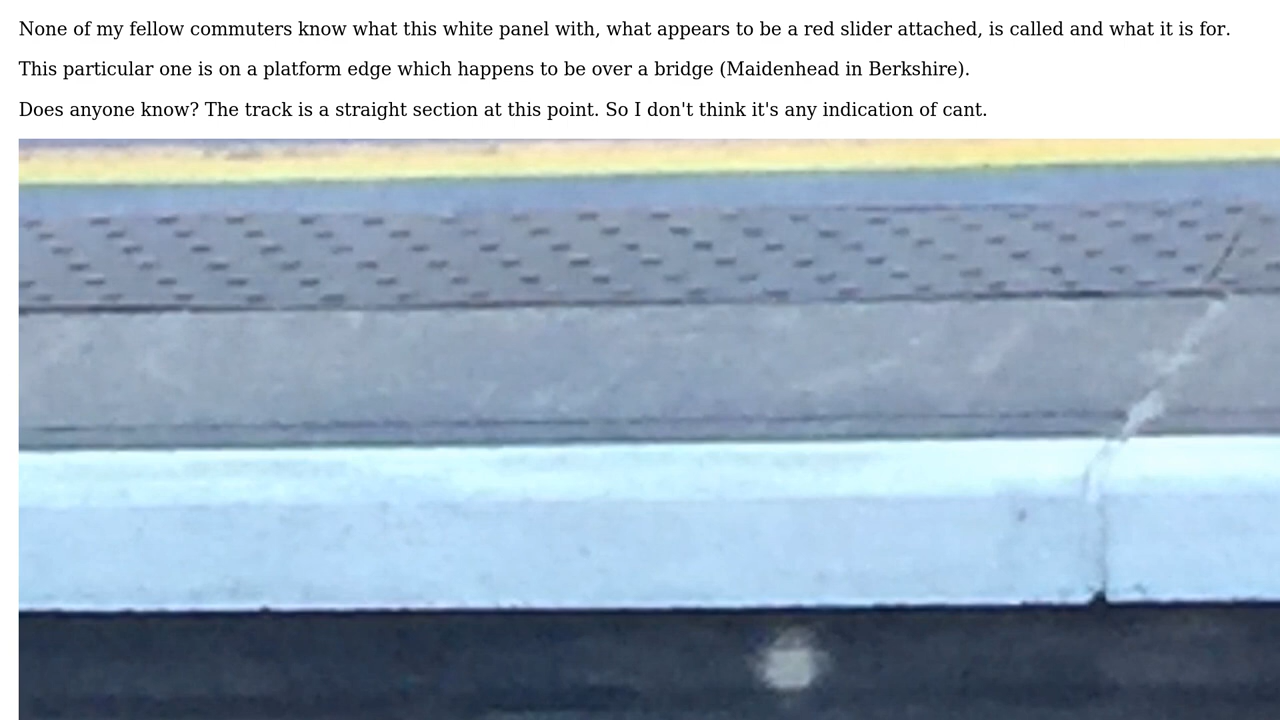 None of my fellow commuters know what this white panel with, what appears to be a red slider attached, is called and what it is for.
This particular one is on a platform edge which happens to be over a bridge (Maidenhead in Berkshire).
Does anyone know? The track is a straight section at this point. So I don't think it's any indication of cant.